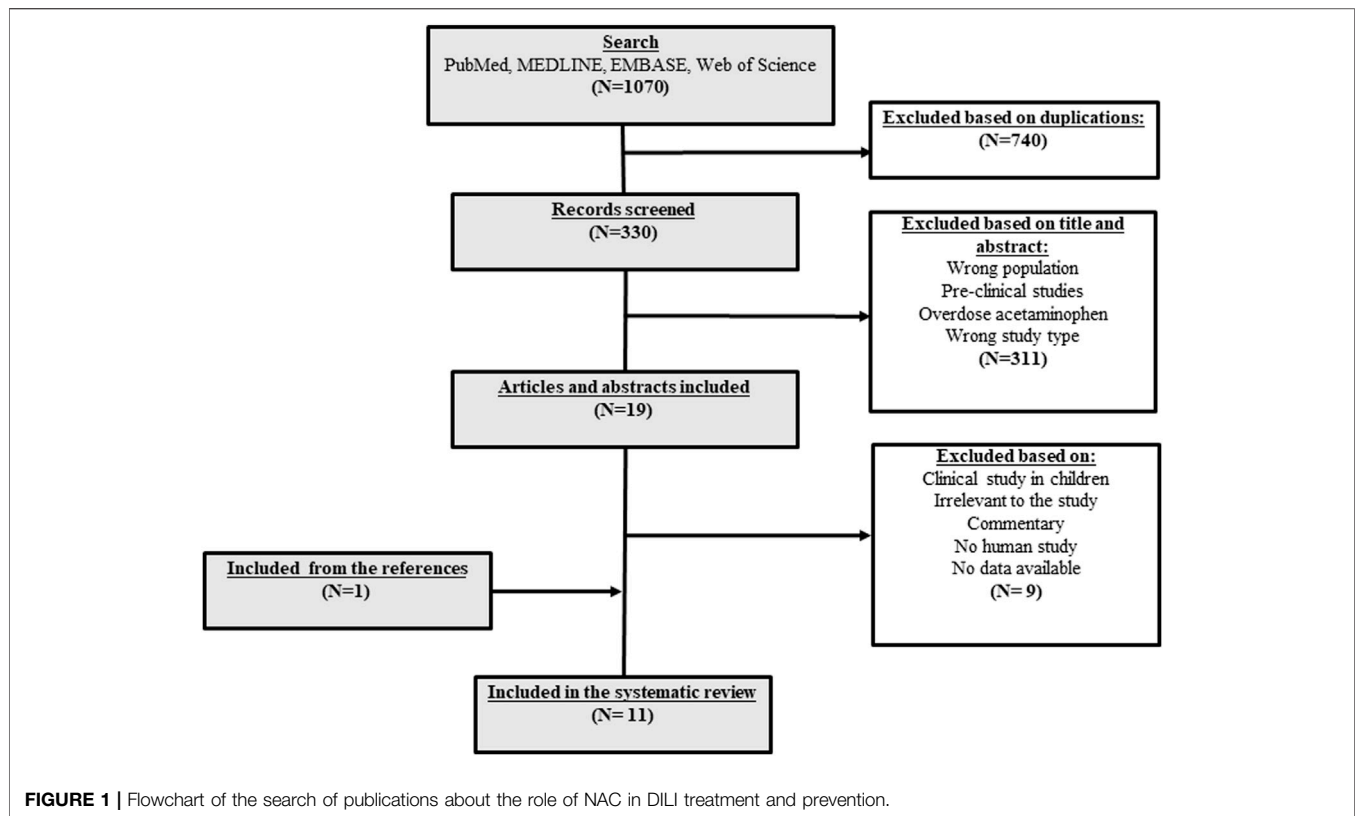 Search
PubMed, MEDLINE, EMBASE, Web of Science
(N=1070)
Excluded based on duplications:
(N=740)
Records screened
(N=330)
Excluded based on title and
abstract:
Wrong population
Pre-clinical studies
Overdose acetaminophen
Wrong study type
(N=311)
Articles and abstracts included
(N=19)
Excluded based on:
Clinical study in children
Irrelevant to the study
Commentary
No human study
No data available
(N= 9)
Included from the references
(N=1)
Included in the systematic review
(N= 11)
FIGURE 1 | Flowchart of the search of publications about the role of NAC in DILI treatment and prevention.